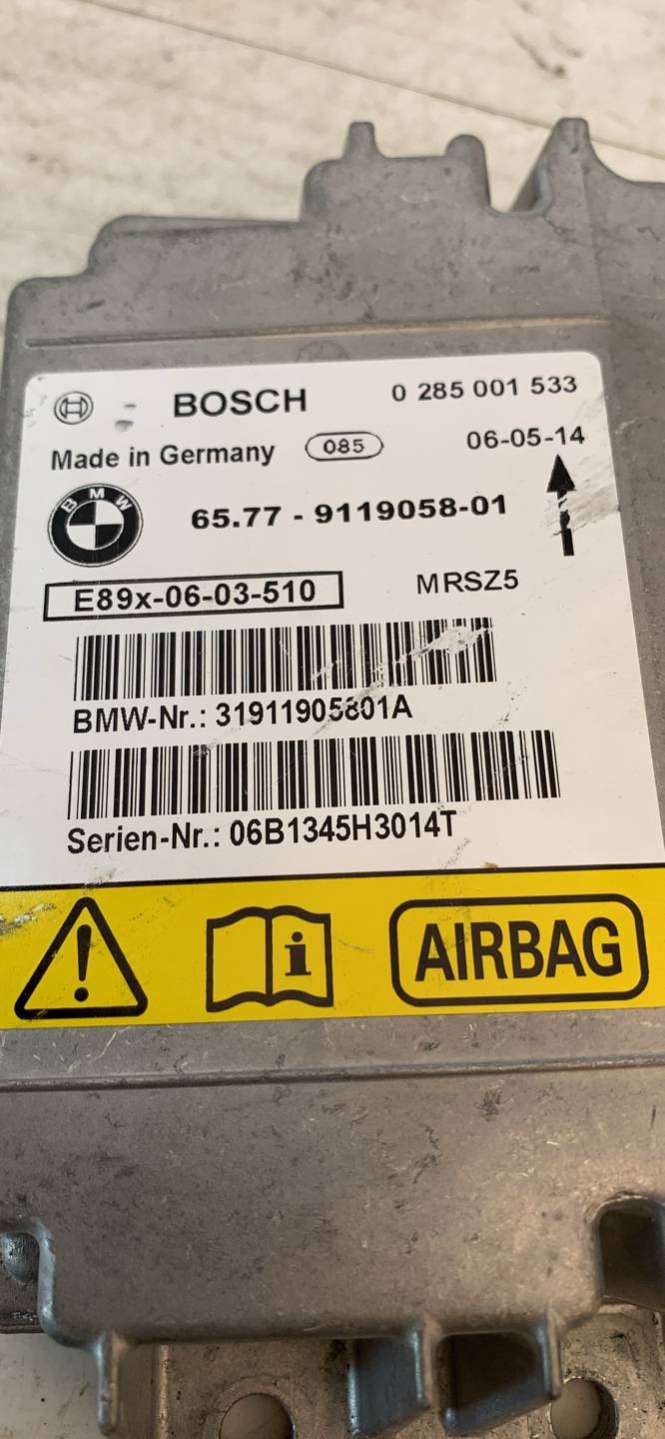 BOSCH 0 285 001 533
Made in Germany 085 06-05-14
BMW 65.77 - 9119058-01
E89x-06-03-510 MRSZ5
BMW-Nr.: 31911905801A
Serien-Nr.: 06B1345H3014T
! i AIRBAG